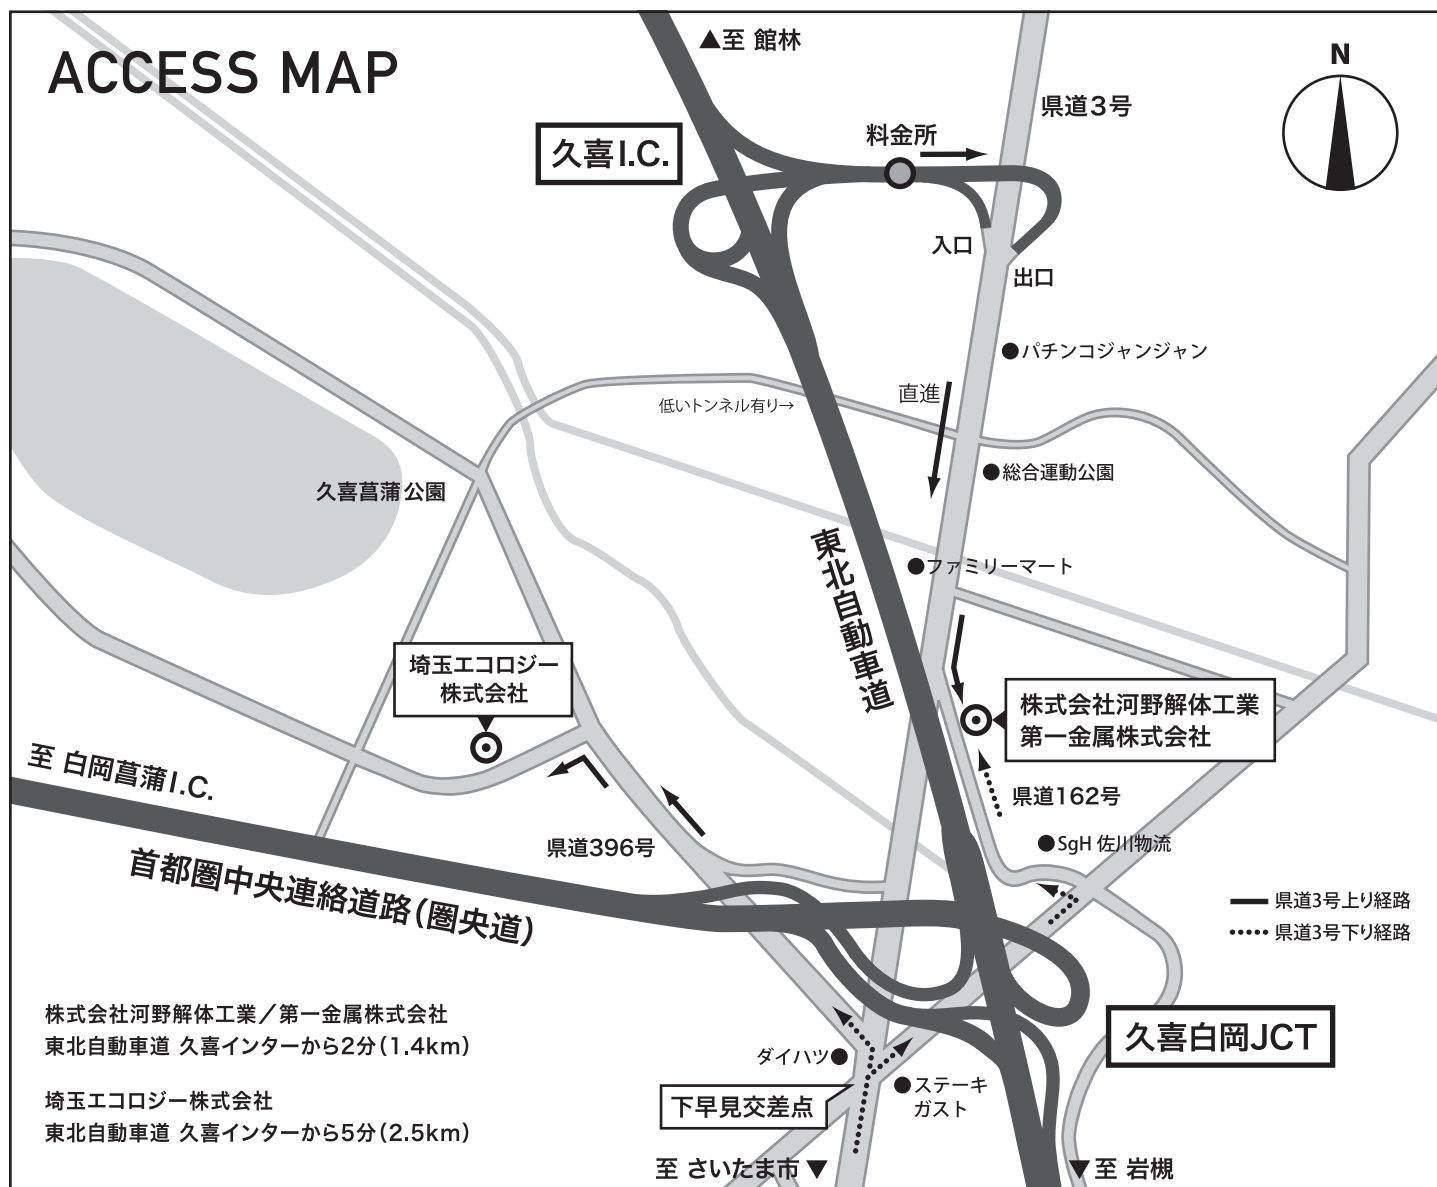 ACCESS MAP
▲至 館林
N
県道3号
料金所
久喜I.C.
入口
出口
●パチンコジャンジャン
直進
低いトンネル有り→
●総合運動公園
久喜菖蒲公園
東北自動車道
●ファミリーマート
埼玉エコロジー
株式会社
株式会社河野解体工業
第一金属株式会社
至 白岡菖蒲I.C.
県道162号
県道396号
●SgH 佐川物流
首都圏中央連絡道路(圏央道)
県道3号上り経路
県道3号下り経路
株式会社河野解体工業/第一金属株式会社
東北自動車道 久喜インターから2分(1.4km)
久喜白岡JCT
ダイハツ●
●ステーキ
ガスト
下早見交差点
埼玉エコロジー株式会社
東北自動車道 久喜インターから5分(2.5km)
至 さいたま市▼
▼至 岩槻